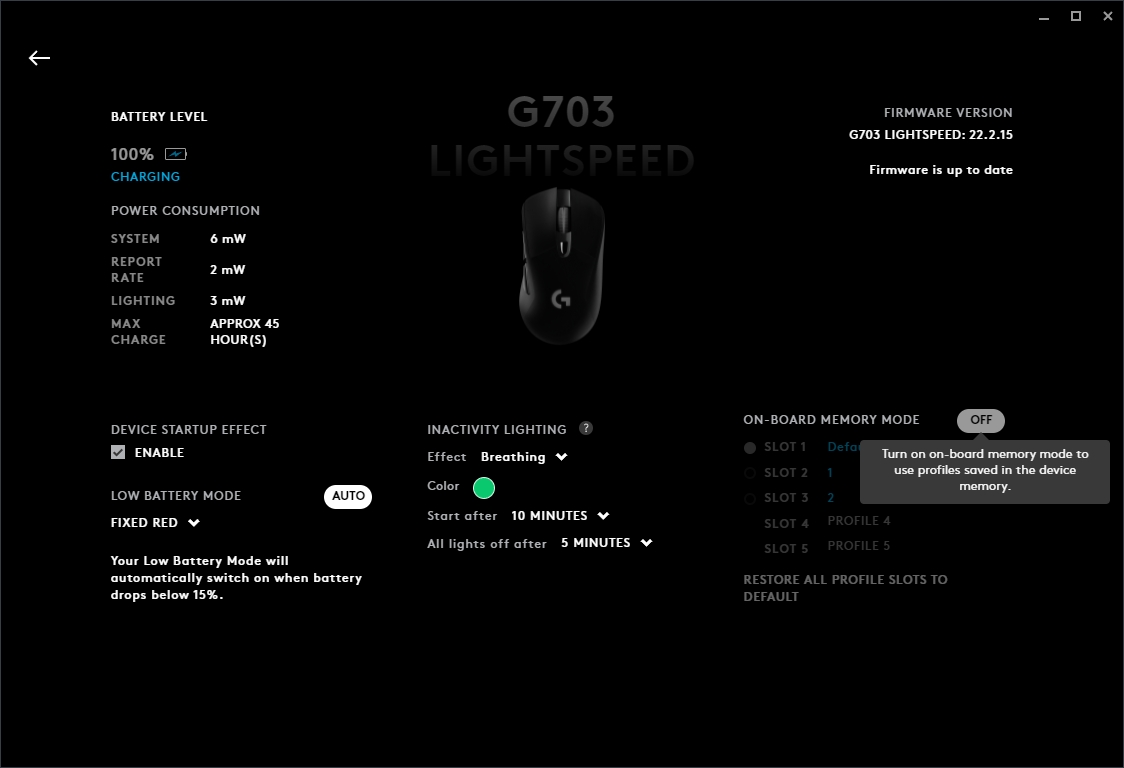 G703
LIGHTSPEED
BATTERY LEVEL
100%
CHARGING
POWER CONSUMPTION
SYSTEM 6 mW
REPORT RATE 2 mW
LIGHTING 3 mW
MAX CHARGE APPROX 45 HOUR(S)
FIRMWARE VERSION
G703 LIGHTSPEED: 22.2.15
Firmware is up to date
DEVICE STARTUP EFFECT
ENABLE
LOW BATTERY MODE AUTO
FIXED RED
Your Low Battery Mode will
automatically switch on when battery
drops below 15%.
INACTIVITY LIGHTING ?
Effect Breathing
Color
Start after 10 MINUTES
All lights off after 5 MINUTES
ON-BOARD MEMORY MODE OFF
Turn on on-board memory mode to
use profiles saved in the device
memory.
SLOT 1
SLOT 2 1
SLOT 3 2
SLOT 4 PROFILE 4
SLOT 5 PROFILE 5
RESTORE ALL PROFILE SLOTS TO
DEFAULT